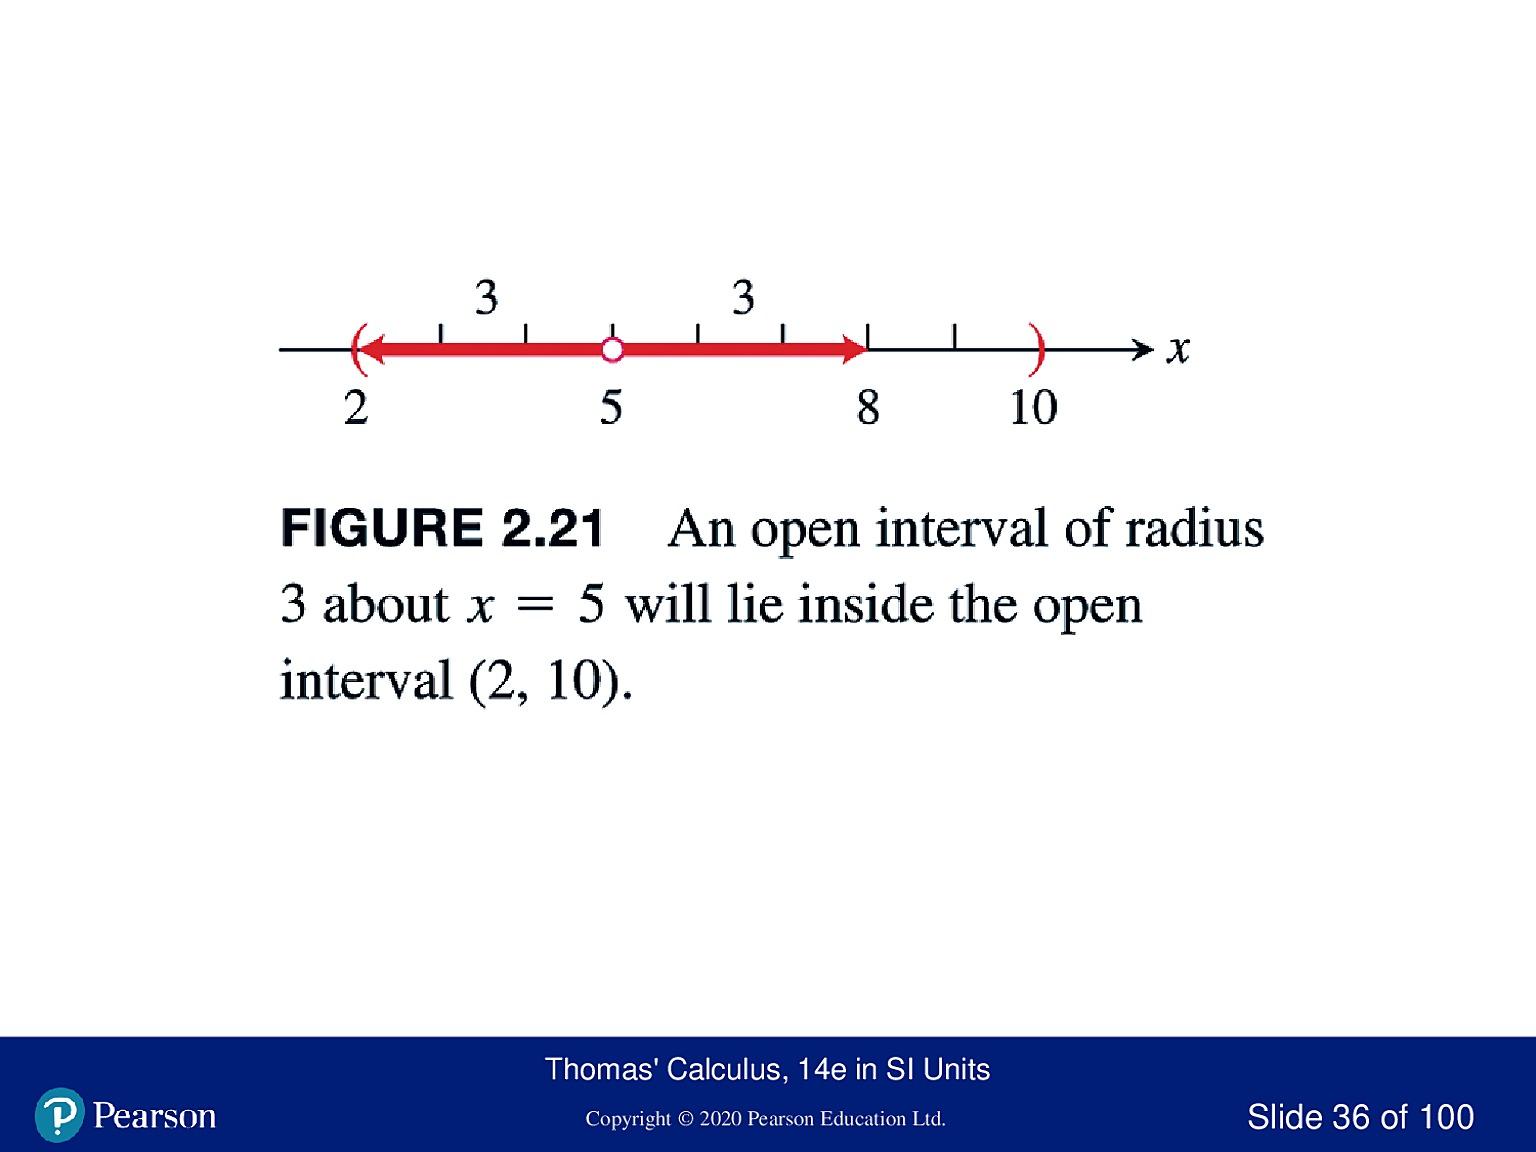 3 3
( ) x
2 5 8 10
FIGURE 2.21 An open interval of radius
3 about x = 5 will lie inside the open
interval (2, 10).
Thomas' Calculus, 14e in SI Units
P Pearson
Copyright © 2020 Pearson Education Ltd.
Slide 36 of 100